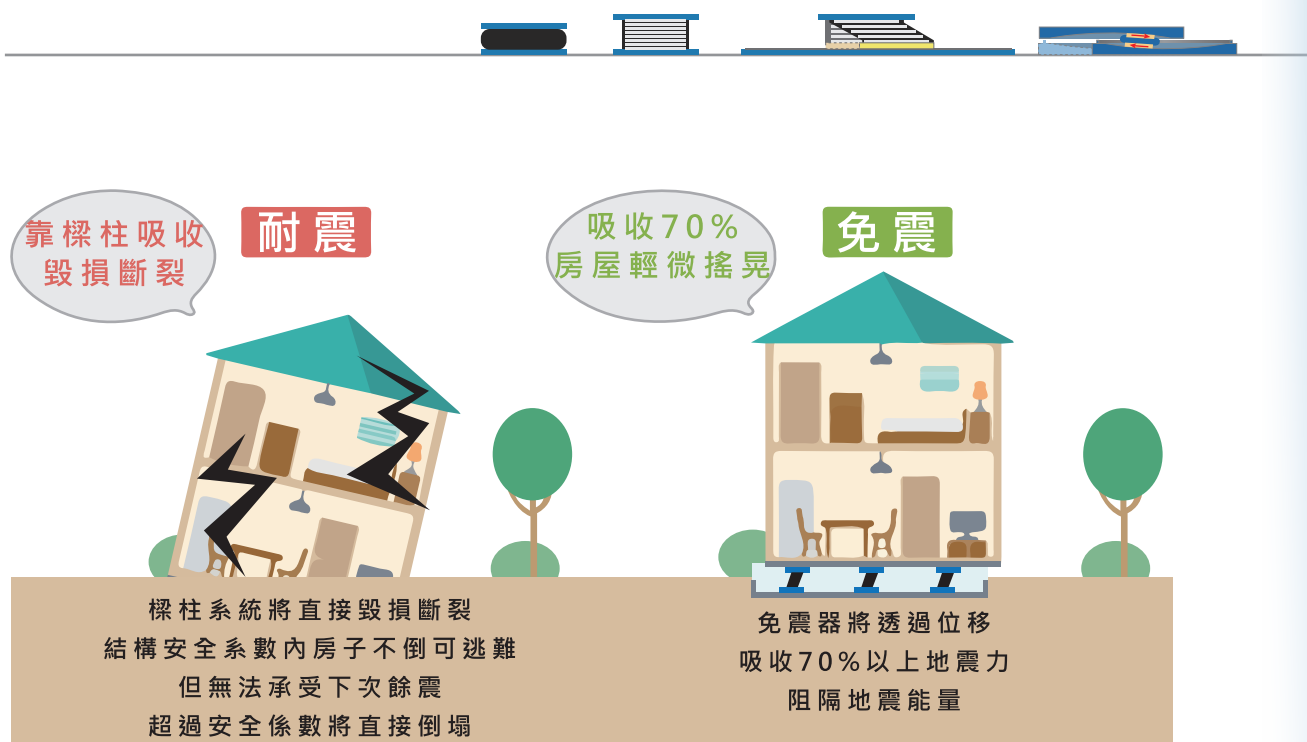 靠樑柱吸收
毀損斷裂
耐震
吸收70%
房屋輕微搖晃
免震
樑柱系統將直接毀損斷裂
結構安全系數內房子不倒可逃難
但無法承受下次餘震
超過安全係數將直接倒塌
免震器將透過位移
吸收70%以上地震力
阻隔地震能量